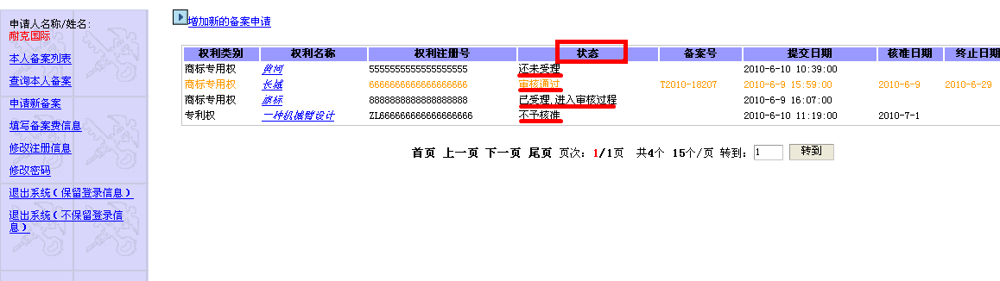 申请人名称/姓名:
耐克国际
本人备案列表
查询本人备案
申请新备案
填写备案费信息
修改注册信息
修改密码
退出系统(保留登录信息)
退出系统(不保留登录信
息)
增加新的备案申请
权利类别 权利名称 权利注册号 状态 备案号 提交日期 核准日期 终止日期
商标专用权 黄河 5555555555555555555 还未受理 2010-6-10 10:39:00
商标专用权 长城 6666666666666666666 审核通过 T2010-18207 2010-6-9 15:59:00 2010-6-9 2010-6-29
商标专用权 8888888888888888888 已受理,进入审核过程 2010-6-9 16:07:00
专利权 一种机械臂设计 ZL666666666666666666 不予核准 2010-6-10 11:19:00 2010-7-1
首页 上一页 下一页 尾页 页次：1/1页 共4个 15个/页 转到： 1 转到